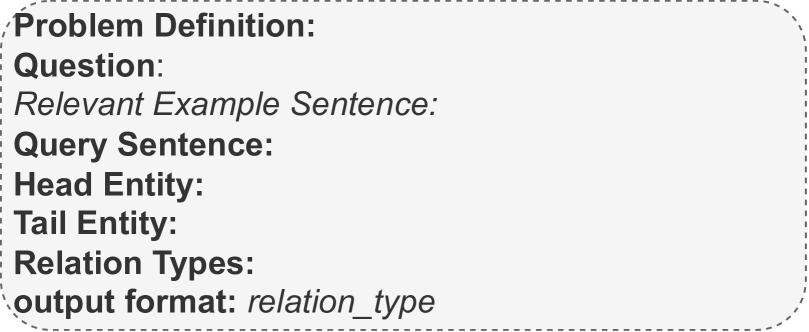 Problem Definition:
Question:
Relevant Example Sentence:
Query Sentence:
Head Entity:
Tail Entity:
Relation Types:
output format: relation_type